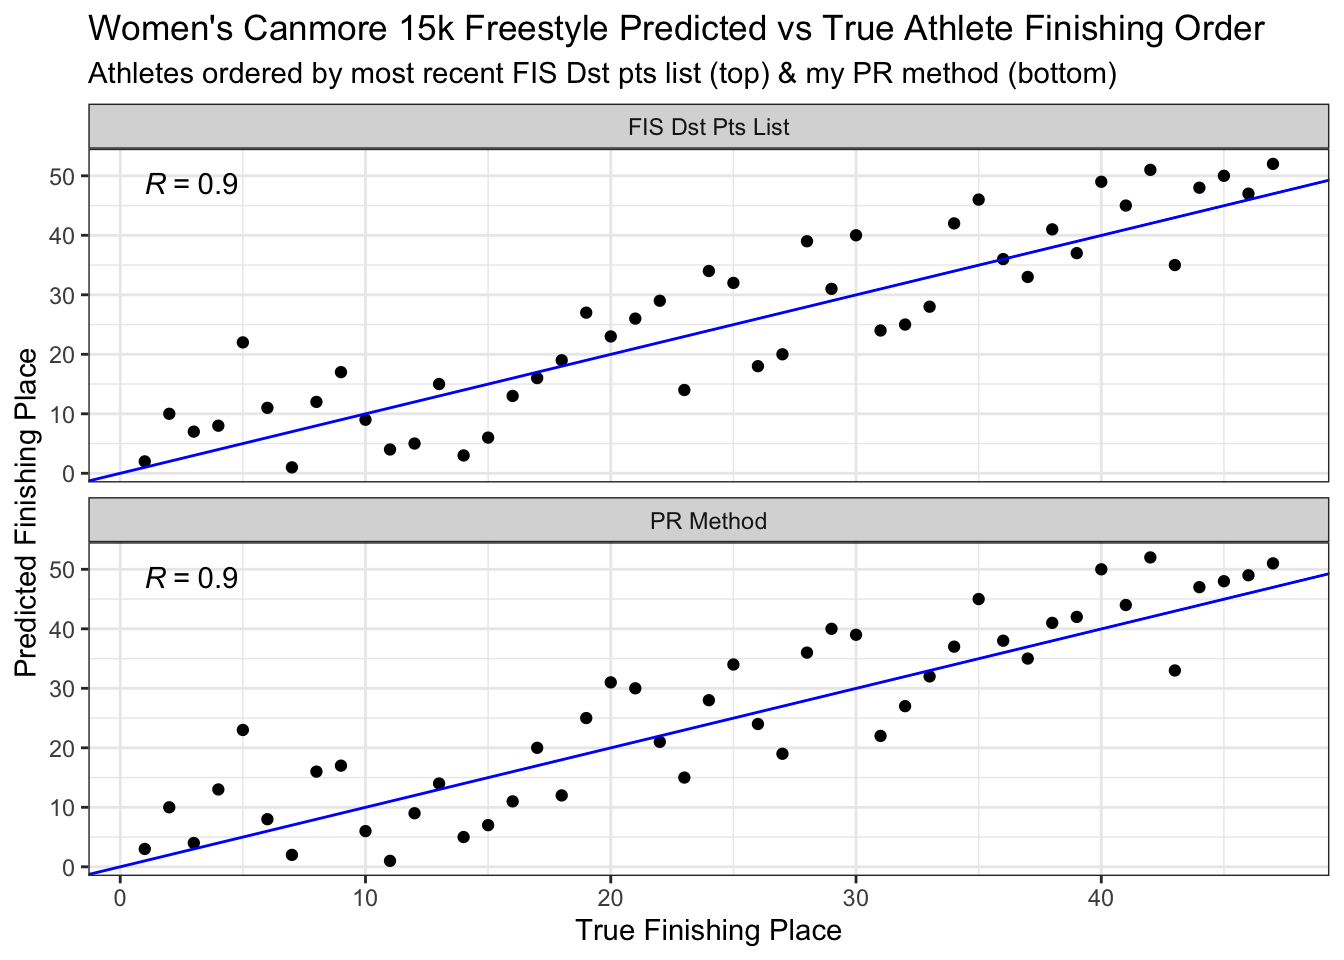 Women's Canmore 15k Freestyle Predicted vs True Athlete Finishing Order
Athletes ordered by most recent FIS Dst pts list (top) & my PR method (bottom)
Predicted Finishing Place
FIS Dst Pts List
R = 0.9
50
40
30
20
10
0
PR Method
R = 0.9
50
40
30
20
10
0
0 10 20 30 40
True Finishing Place